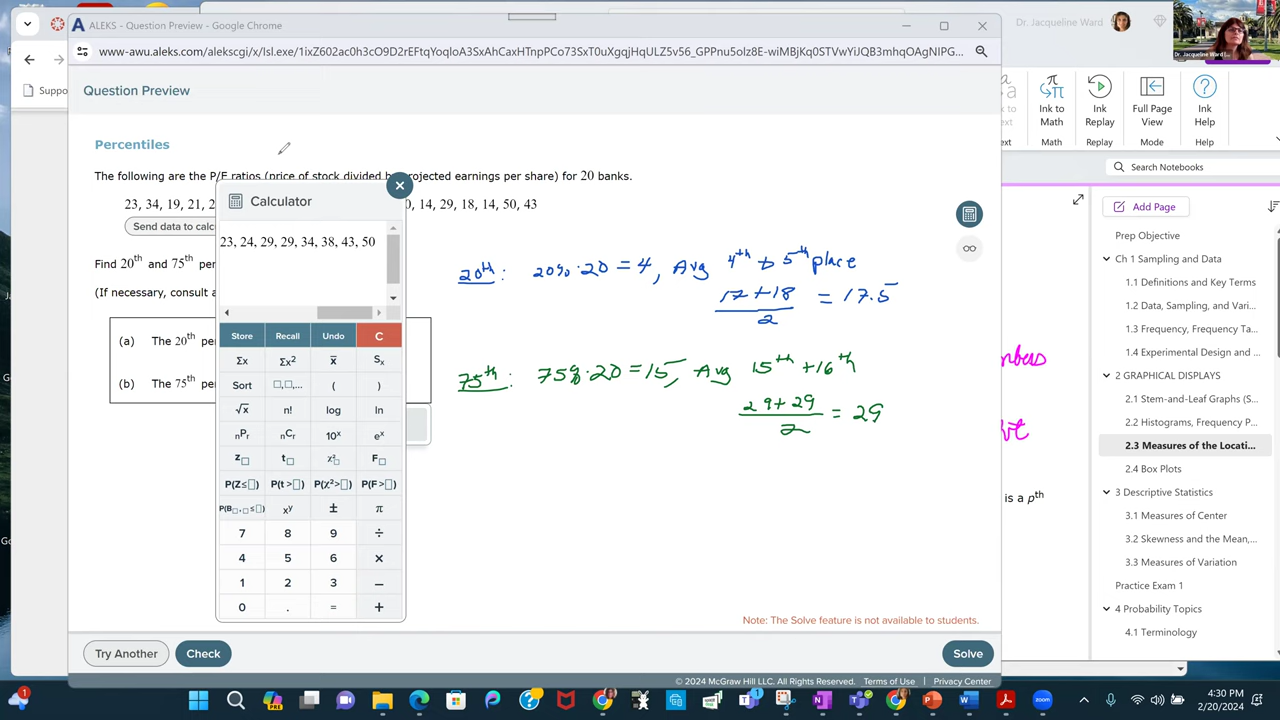 ALEKS - Question Preview - Google Chrome
Dr. Jacqueline Ward
Question Preview
Suppo
Percentiles
The following are the P/E ratios (price of stock divided by projected earnings per share) for 20 banks.
23, 34, 19, 21, 2
0, 14, 29, 18, 14, 50, 43
Send data to calc
Find 20th and 75th per
(If necessary, consult a
(a) The 20th pe
(b) The 75th pe
Calculator
23, 24, 29, 29, 34, 38, 43, 50
Store Recall Undo C
Σx Σx² x̅ Sx
Sort □,□,... ( )
√x n! log ln
nPr nCr 10^x e^x
z□ t□ χ²□ F□
P(Z≤□) P(t >□) P(χ²>□) P(F >□)
P(B□,□≤□) x^y ± π
7 8 9 ÷
4 5 6 ×
1 2 3 −
0 . = +
20th : 20% · 20 = 4, Avg 4th + 5th place
17 + 18
2
= 17.5
75th : 75% · 20 = 15, Avg 15th + 16th
29 + 29
2
= 29
Note: The Solve feature is not available to students.
Try Another Check Solve
© 2024 McGraw Hill LLC. All Rights Reserved. Terms of Use | Privacy Center
Ink to Math
Ink Replay
Full Page View
Ink Help
Math Replay Mode Help
Search Notebooks
Add Page
Prep Objective
Ch 1 Sampling and Data
1.1 Definitions and Key Terms
1.2 Data, Sampling, and Vari...
1.3 Frequency, Frequency Ta...
1.4 Experimental Design and ...
2 GRAPHICAL DISPLAYS
2.1 Stem-and-Leaf Graphs (S...
2.2 Histograms, Frequency P...
2.3 Measures of the Locati...
2.4 Box Plots
3 Descriptive Statistics
3.1 Measures of Center
3.2 Skewness and the Mean,...
3.3 Measures of Variation
Practice Exam 1
4 Probability Topics
4.1 Terminology
is a pth
4:30 PM
2/20/2024